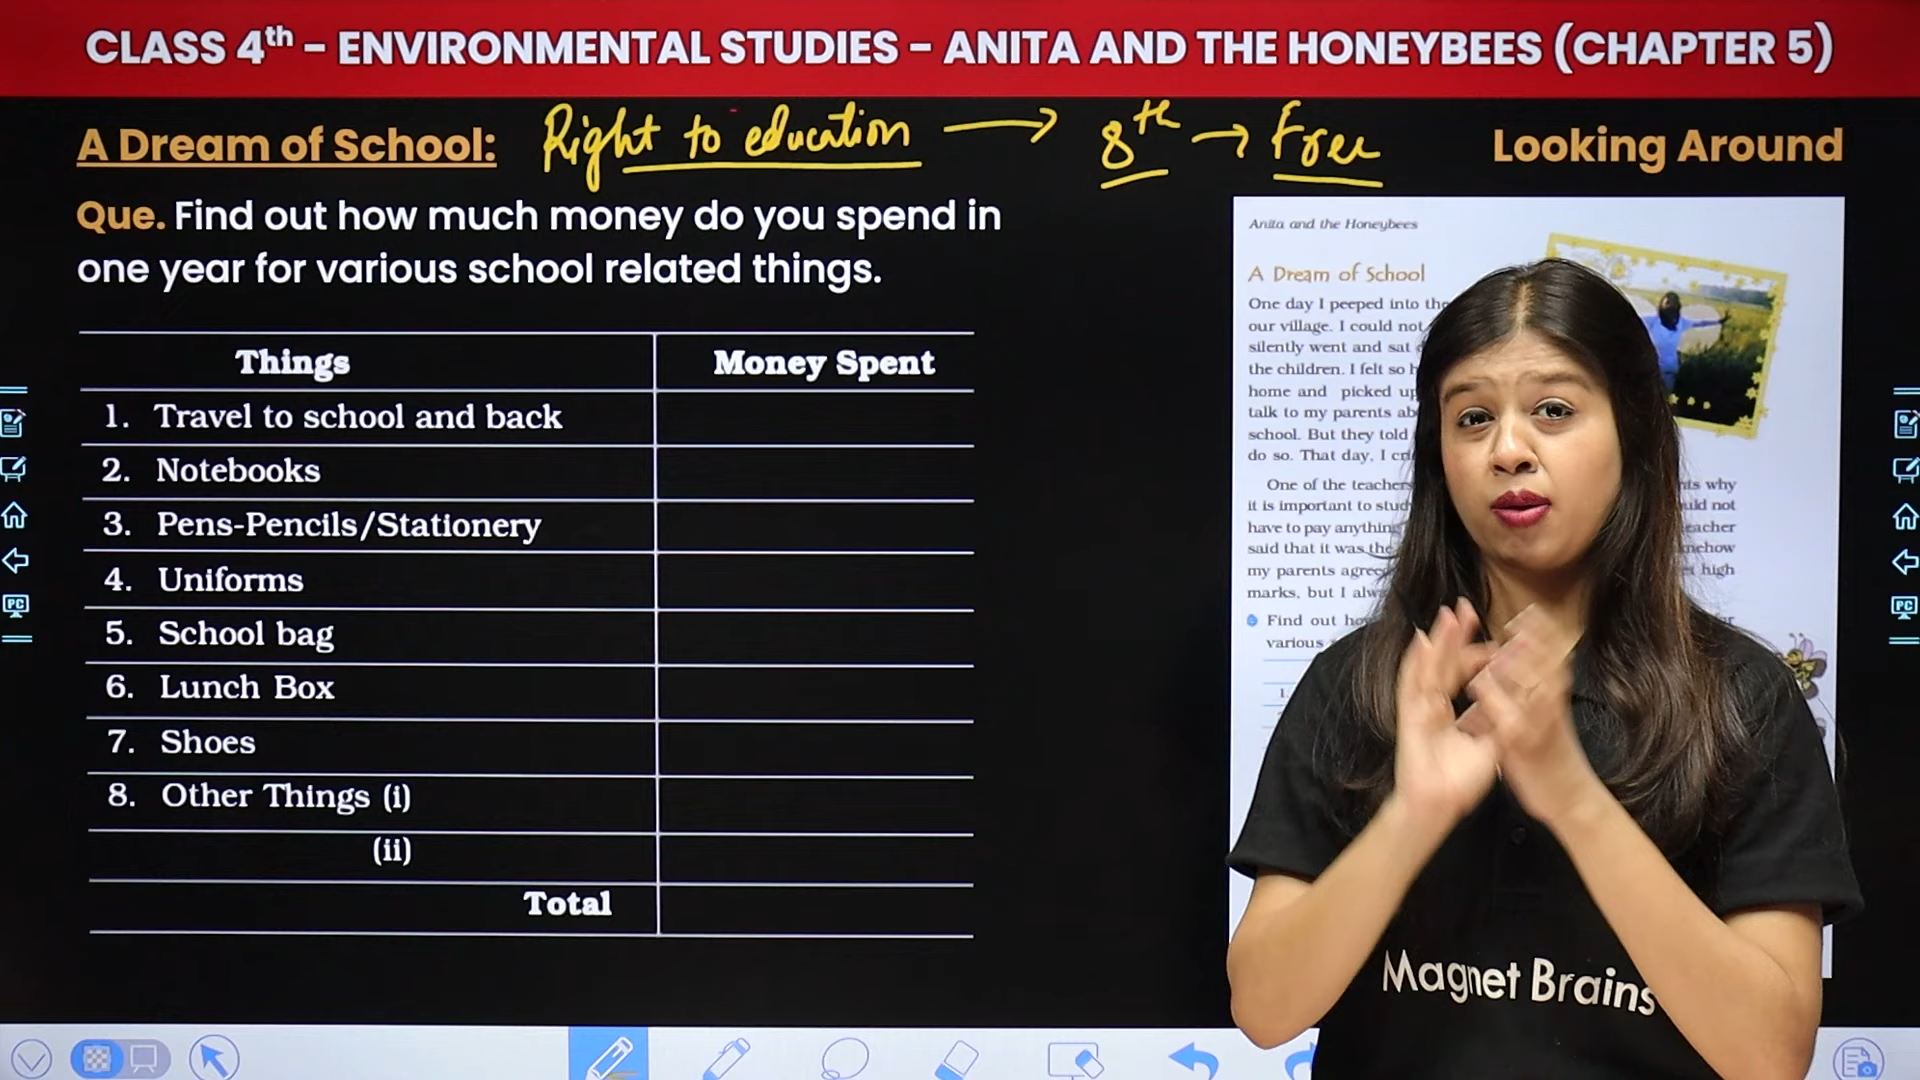 CLASS 4th – ENVIRONMENTAL STUDIES – ANITA AND THE HONEYBEES (CHAPTER 5)
A Dream of School: Right to education → 8th → Free
Looking Around
Que. Find out how much money do you spend in
one year for various school related things.
Things Money Spent
1. Travel to school and back
2. Notebooks
3. Pens-Pencils/Stationery
4. Uniforms
5. School bag
6. Lunch Box
7. Shoes
8. Other Things (i)
(ii)
Total
Anita and the Honeybees
A Dream of School
One day I peeped into the
our village. I could not
silently went and sat
the children. I felt so
home and picked up
talk to my parents
school. But they told
do so. That day, I
One of the teachers why
it is important to not
have to pay anything
said that it was the
my parents high
marks, but I
Find out
various
1.
Magnet Brains
PC
PC